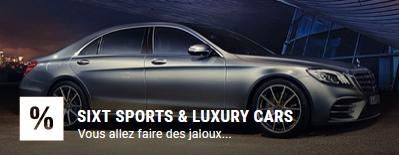 %
SIXT SPORTS & LUXURY CARS
Vous allez faire des jaloux...